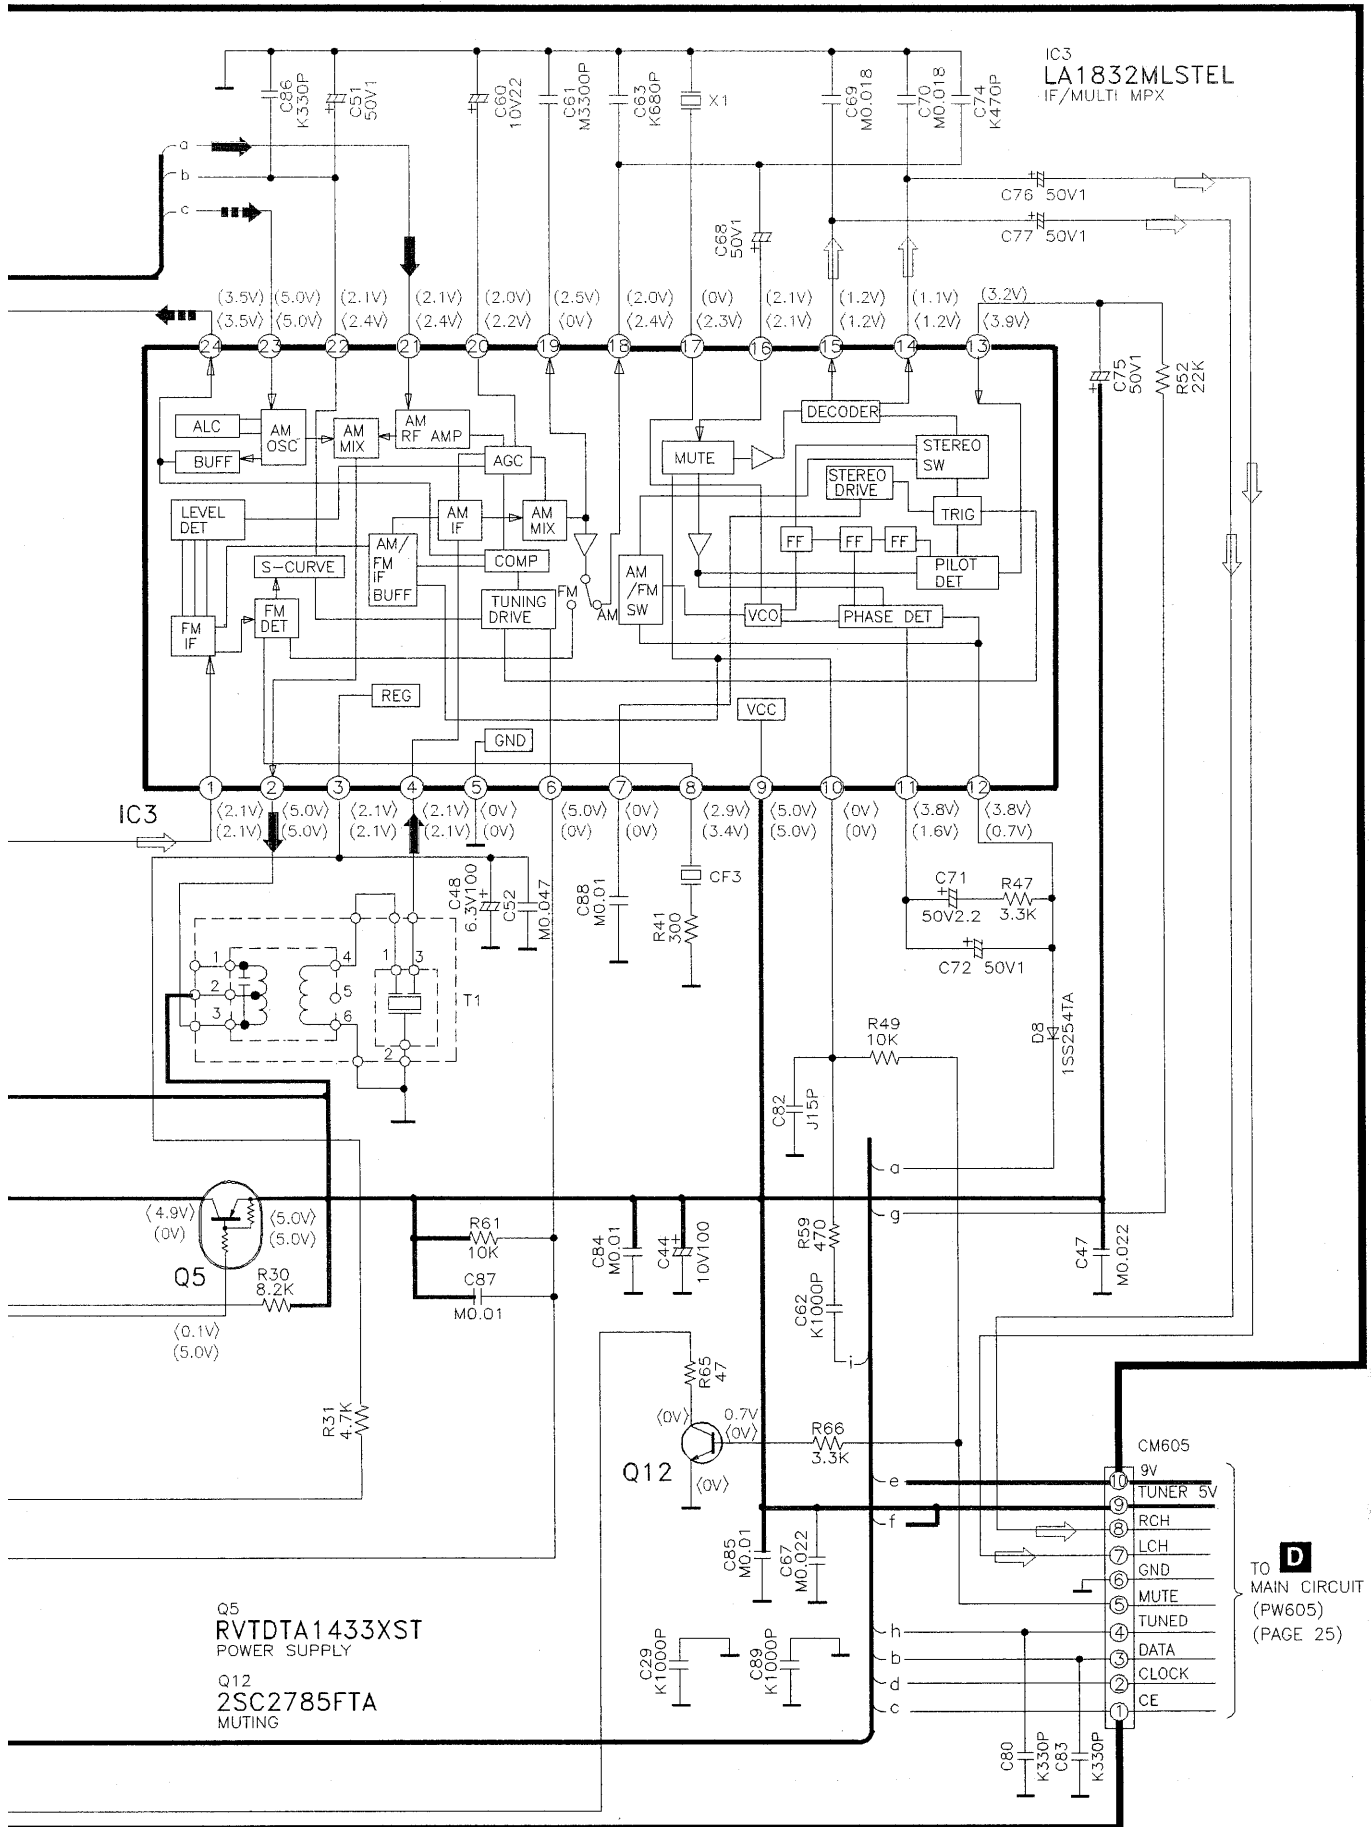 IC3
LA1832MLSTEL
IF/MULTI MPX
C86
K330P
C51
50V1
C60
10V22
C61
M3300P
C63
K680P
X1
C69
M0.018
C70
M0.018
C74
K470P
a
b
c
C76 50V1
C77 50V1
C68
50V1
(3.5V) (5.0V) (2.1V) (2.1V) (2.0V) (2.5V) (2.0V) (0V) (2.1V) (1.2V) (1.1V) (3.2V)
⟨3.5V⟩ ⟨5.0V⟩ ⟨2.4V⟩ ⟨2.4V⟩ ⟨2.2V⟩ ⟨0V⟩ ⟨2.4V⟩ ⟨2.3V⟩ ⟨2.1V⟩ ⟨1.2V⟩ ⟨1.2V⟩ ⟨3.9V⟩
24 23 22 21 20 19 18 17 16 15 14 13
C75
50V1
R52
22K
ALC
AM
OSC
AM
MIX
AM
RF AMP
BUFF
AGC
DECODER
MUTE
STEREO
SW
STEREO
DRIVE
LEVEL
DET
AM
IF
AM
MIX
TRIG
FF FF FF
AM/
FM
IF
BUFF
S-CURVE
COMP
PILOT
DET
AM
/FM
SW
FM
AM
TUNING
DRIVE
FM
DET
FM
IF
VCO
PHASE DET
REG
VCC
GND
1 2 3 4 5 6 7 8 9 10 11 12
IC3
⟨2.1V⟩ ⟨5.0V⟩ ⟨2.1V⟩ ⟨2.1V⟩ ⟨0V⟩ ⟨5.0V⟩ ⟨0V⟩ ⟨2.9V⟩ ⟨5.0V⟩ ⟨0V⟩ ⟨3.8V⟩ ⟨3.8V⟩
(2.1V) (5.0V) (2.1V) (2.1V) (0V) (0V) (0V) (3.4V) (5.0V) (0V) (1.6V) (0.7V)
C48
6.3V100
C52
M0.047
C88
M0.01
CF3
R41
300
C71
50V2.2
R47
3.3K
C72 50V1
1
2
3
4
5
6
1
3
2
T1
R49
10K
D8
1SS254TA
C82
J15P
a
g
⟨4.9V⟩
(0V)
⟨5.0V⟩
(5.0V)
Q5
R30
8.2K
⟨0.1V⟩
(5.0V)
R61
10K
C87
M0.01
C84
M0.01
C44
10V100
R59
470
C62
K1000P
i
C47
M0.022
R31
4.7K
R65
47
⟨0V⟩
0.7V
⟨0V⟩
R66
3.3K
Q12
⟨0V⟩
e
f
C85
M0.01
C67
M0.022
CM605
10 9V
9 TUNER 5V
8 RCH
7 LCH
6 GND
5 MUTE
4 TUNED
3 DATA
2 CLOCK
1 CE
TO D
MAIN CIRCUIT
(PW605)
(PAGE 25)
h
b
d
c
Q5
RVTDTA1433XST
POWER SUPPLY
Q12
2SC2785FTA
MUTING
C29
K1000P
C89
K1000P
C80
K330P
C83
K330P